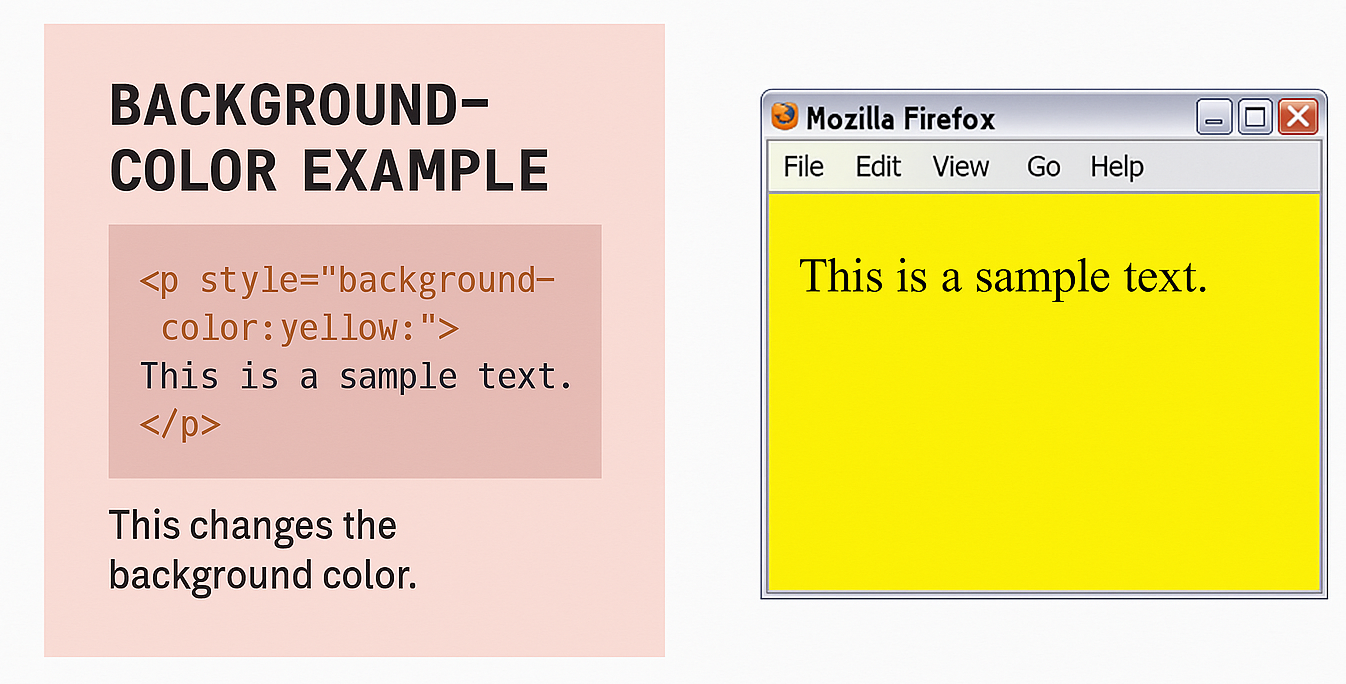 BACKGROUND-
COLOR EXAMPLE
<p style="background-
color:yellow:">
This is a sample text.
</p>
This changes the
background color.
Mozilla Firefox
File Edit View Go Help
This is a sample text.